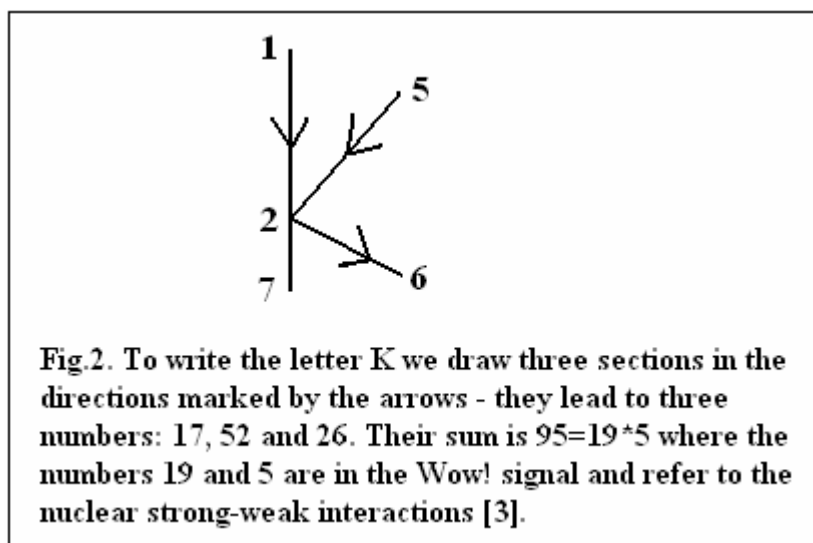 1
5
2
7
6
Fig.2. To write the letter K we draw three sections in the
directions marked by the arrows - they lead to three
numbers: 17, 52 and 26. Their sum is 95=19*5 where the
numbers 19 and 5 are in the Wow! signal and refer to the
nuclear strong-weak interactions [3].